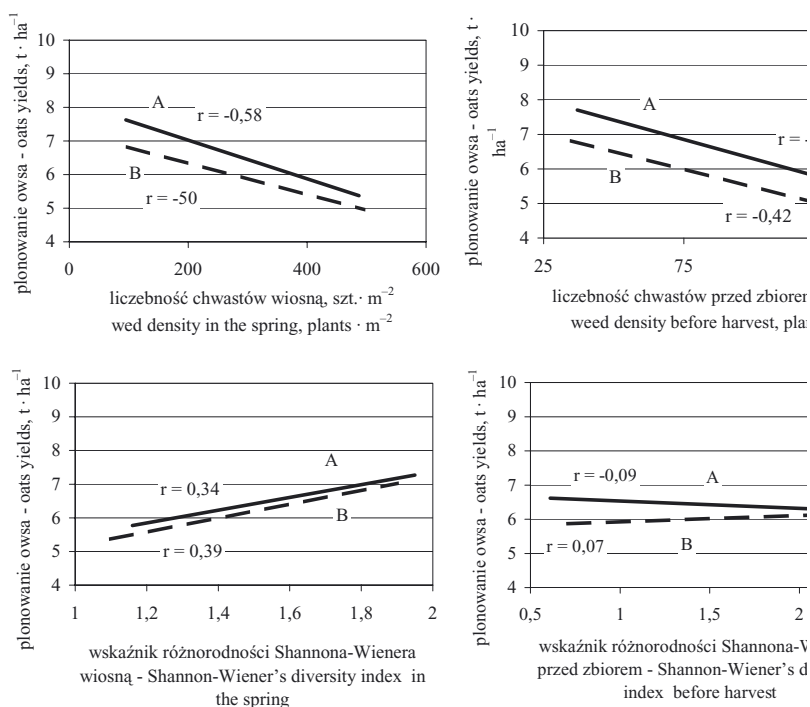 plonowanie owsa - oats yields, t · ha⁻¹
10
9
8
7
6
5
4
A
r = -0,58
B
r = -50
0
200
400
600
liczebność chwastów wiosną, szt.· m⁻²
wed density in the spring, plants · m⁻²
plonowanie owsa - oats yields, t ·
ha⁻¹
10
9
8
7
6
5
4
A
r = -
B
r = -0,42
25
75
liczebność chwastów przed zbiorem
weed density before harvest,
plonowanie owsa - oats yields, t · ha⁻¹
10
9
8
7
6
5
4
A
r = 0,34
B
r = 0,39
1
1,2
1,4
1,6
1,8
2
wskaźnik różnorodności Shannona-Wienera
wiosną - Shannon-Wiener’s diversity index in
the spring
plonowanie owsa - oats yields, t · ha⁻¹
10
9
8
7
6
5
4
r = -0,09
A
r = 0,07
B
0,5
1
1,5
2
wskaźnik różnorodności
przed zbiorem - Shannon-Wiener’s
index before harvest